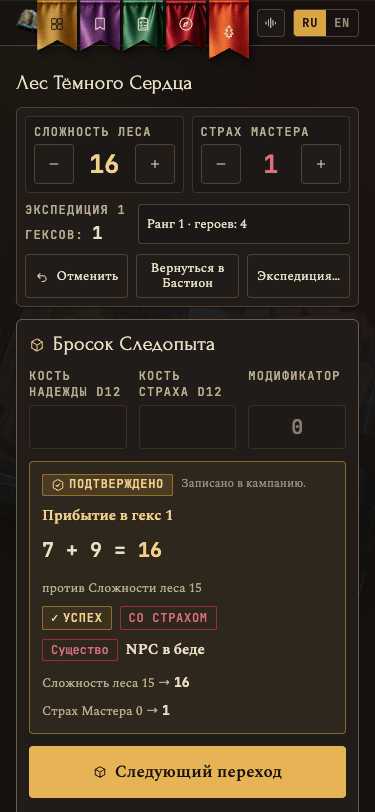 RU EN
Лес Тёмного Сердца
СЛОЖНОСТЬ ЛЕСА
− 16 +
СТРАХ МАСТЕРА
− 1 +
ЭКСПЕДИЦИЯ 1
ГЕКСОВ: 1
Ранг 1 · героев: 4
Отменить
Вернуться в
Бастион
Экспедиция...
Бросок Следопыта
КОСТЬ
НАДЕЖДЫ D12
КОСТЬ
СТРАХА D12
МОДИФИКАТОР
0
ПОДТВЕРЖДЕНО Записано в кампанию.
Прибытие в гекс 1
7 + 9 = 16
против Сложности леса 15
✓ УСПЕХ СО СТРАХОМ
Существо NPC в беде
Сложность леса 15 → 16
Страх Мастера 0 → 1
Следующий переход